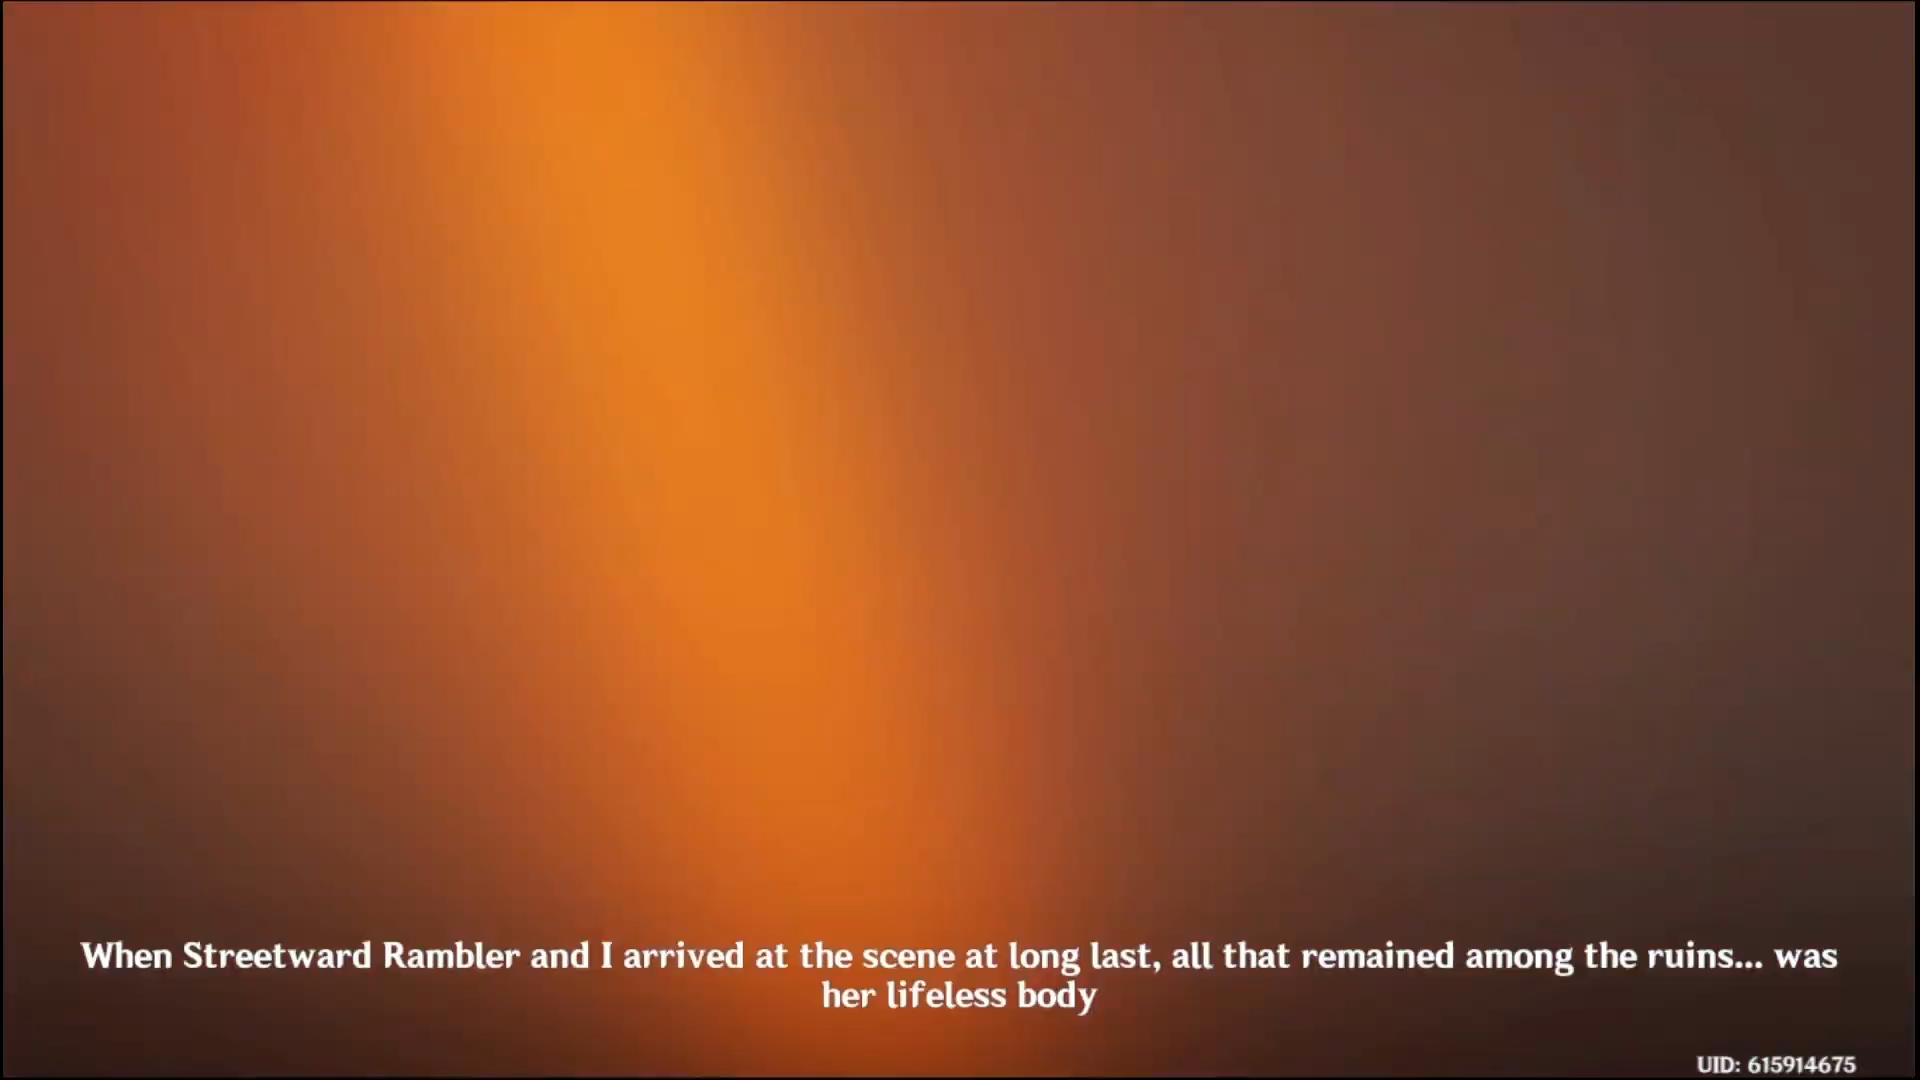 When Streetward Rambler and I arrived at the scene at long last, all that remained among the ruins... was
her lifeless body
UID: 615914675